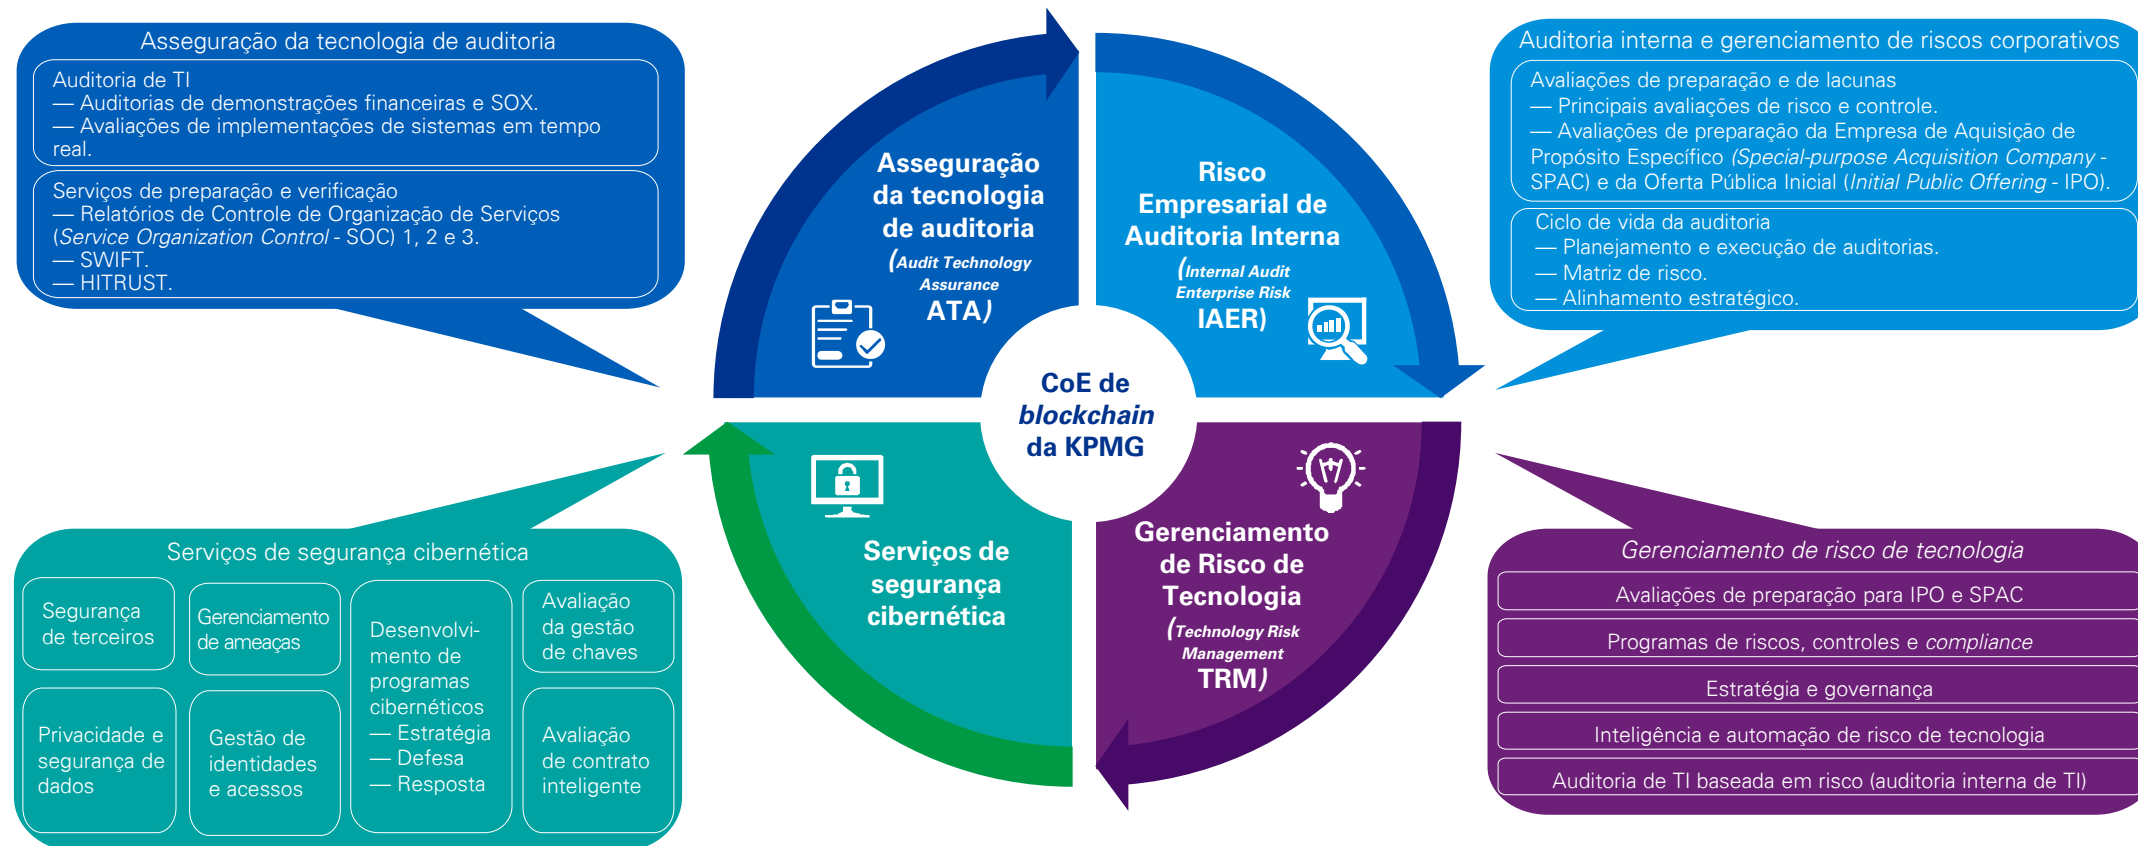 Asseguração da tecnologia de auditoria
Auditoria de TI
— Auditorias de demonstrações financeiras e SOX.
— Avaliações de implementações de sistemas em tempo
real.
Serviços de preparação e verificação
— Relatórios de Controle de Organização de Serviços
(Service Organization Control - SOC) 1, 2 e 3.
— SWIFT.
— HITRUST.
Asseguração
da tecnologia
de auditoria
(Audit Technology
Assurance
ATA)
Risco
Empresarial de
Auditoria Interna
(Internal Audit
Enterprise Risk
IAER)
Auditoria interna e gerenciamento de riscos corporativos
Avaliações de preparação e de lacunas
— Principais avaliações de risco e controle.
— Avaliações de preparação da Empresa de Aquisição de
Propósito Específico (Special-purpose Acquisition Company -
SPAC) e da Oferta Pública Inicial (Initial Public Offering - IPO).
Ciclo de vida da auditoria
— Planejamento e execução de auditorias.
— Matriz de risco.
— Alinhamento estratégico.
CoE de
blockchain
da KPMG
Serviços de segurança cibernética
Segurança
de terceiros
Gerenciamento
de ameaças
Desenvolvi-
mento de
programas
cibernéticos
— Estratégia
— Defesa
— Resposta
Avaliação
da gestão
de chaves
Privacidade e
segurança de
dados
Gestão de
identidades
e acessos
Avaliação
de contrato
inteligente
Serviços de
segurança
cibernética
Gerenciamento
de Risco de
Tecnologia
(Technology Risk
Management
TRM)
Gerenciamento de risco de tecnologia
Avaliações de preparação para IPO e SPAC
Programas de riscos, controles e compliance
Estratégia e governança
Inteligência e automação de risco de tecnologia
Auditoria de TI baseada em risco (auditoria interna de TI)